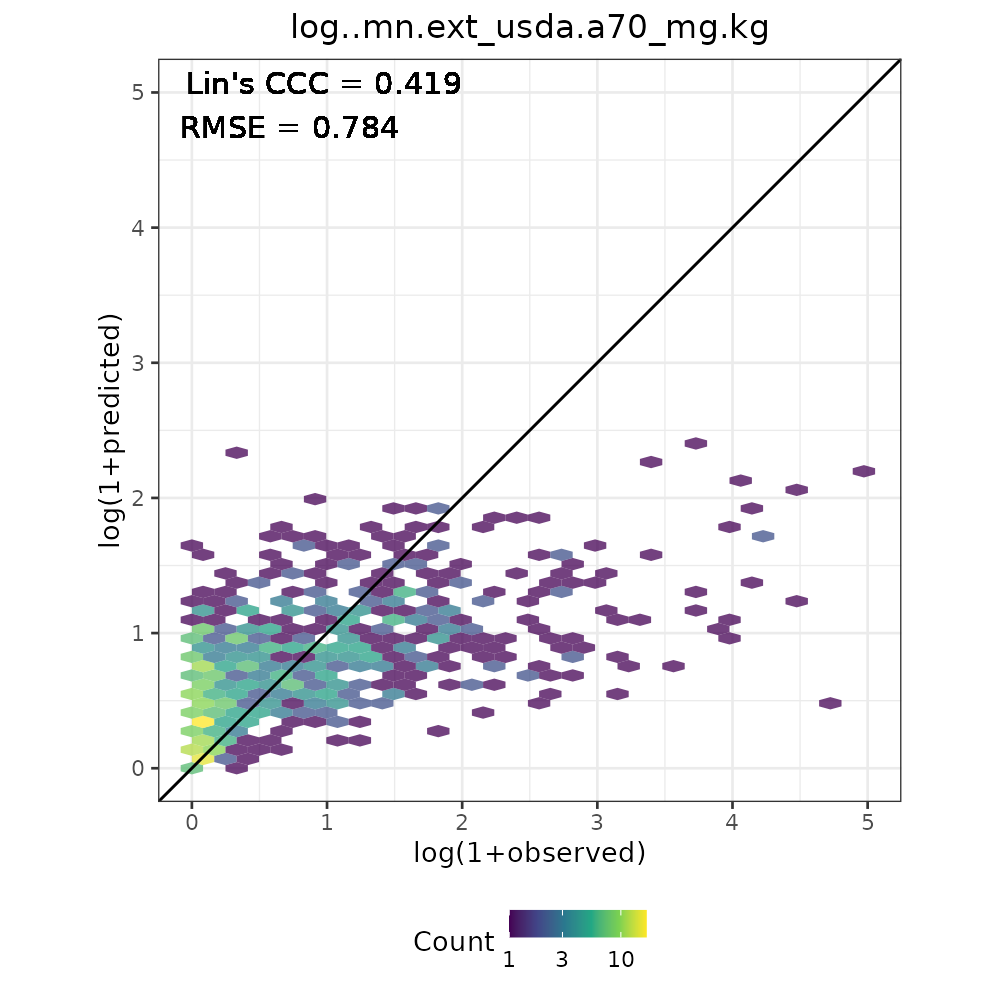 log..mn.ext_usda.a70_mg.kg
Lin's CCC = 0.419
RMSE = 0.784
5
4
3
2
1
0
log(1+predicted)
0 1 2 3 4 5
log(1+observed)
Count
1 3 10